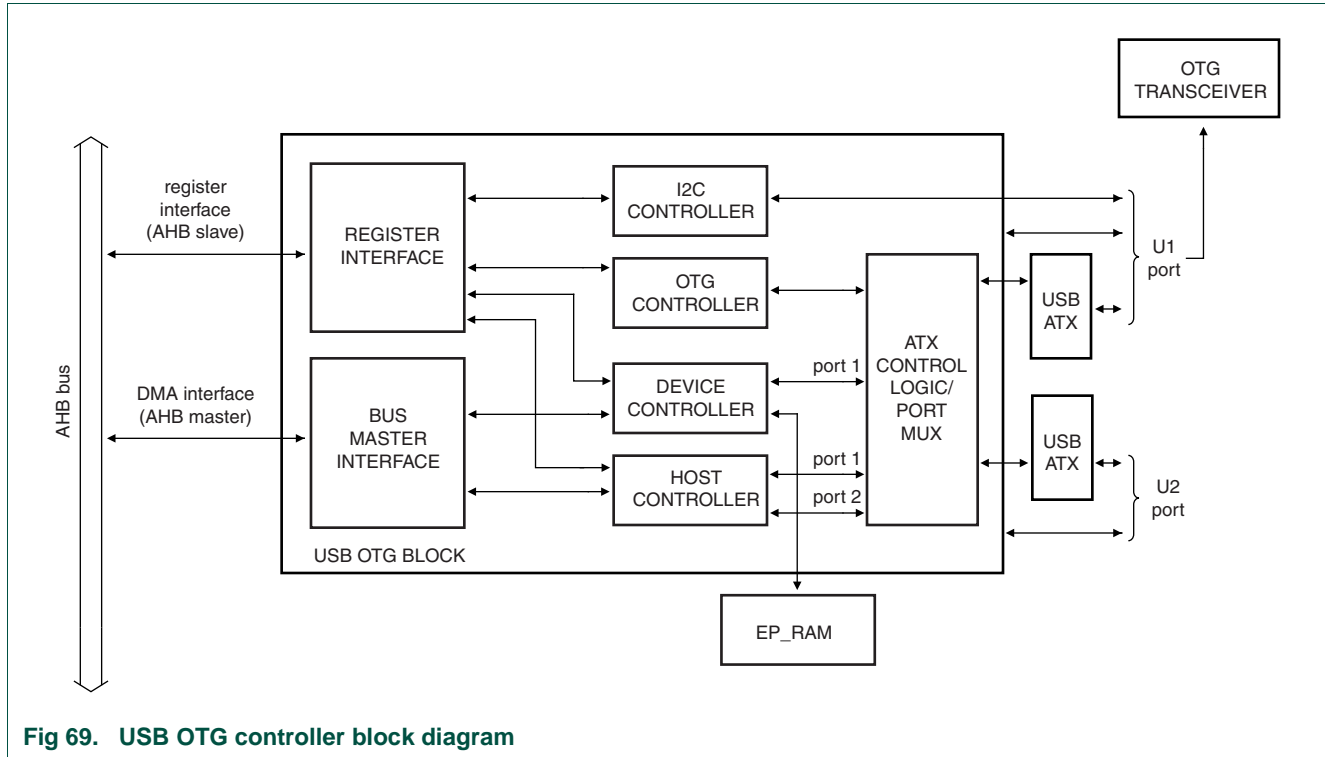 OTG
TRANSCEIVER
register
interface
(AHB slave)
REGISTER
INTERFACE
I2C
CONTROLLER
OTG
CONTROLLER
U1
port
USB
ATX
ATX
CONTROL
LOGIC/
PORT
MUX
port 1
DEVICE
CONTROLLER
AHB bus
DMA interface
(AHB master)
BUS
MASTER
INTERFACE
port 1
HOST
CONTROLLER
port 2
USB
ATX
U2
port
USB OTG BLOCK
EP_RAM
Fig 69. USB OTG controller block diagram